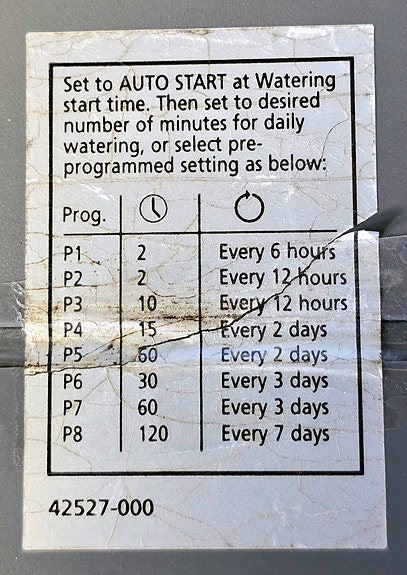 Set to AUTO START at Watering
start time. Then set to desired
number of minutes for daily
watering, or select pre-
programmed setting as below:
Prog.
P1 2 Every 6 hours
P2 2 Every 12 hours
P3 10 Every 12 hours
P4 15 Every 2 days
P5 60 Every 2 days
P6 30 Every 3 days
P7 60 Every 3 days
P8 120 Every 7 days
42527-000